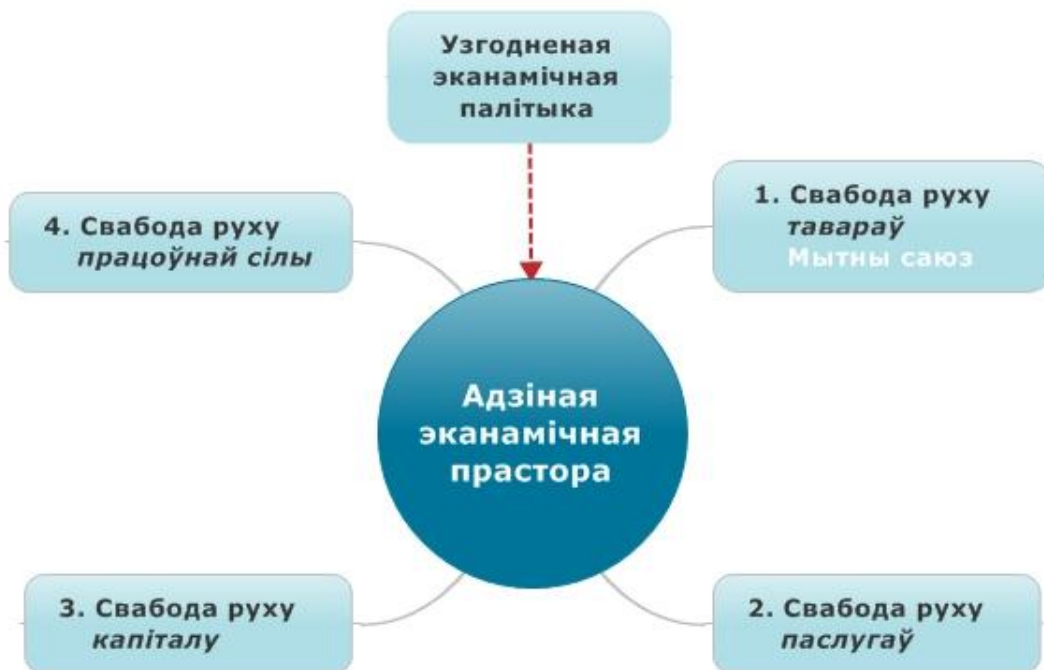 Узгодненая
эканамічная
палітыка
1. Свабода руху
тавараў
Мытны саюз
4. Свабода руху
працоўнай сілы
Адзіная
эканамічная
прастора
3. Свабода руху
капіталу
2. Свабода руху
паслугаў